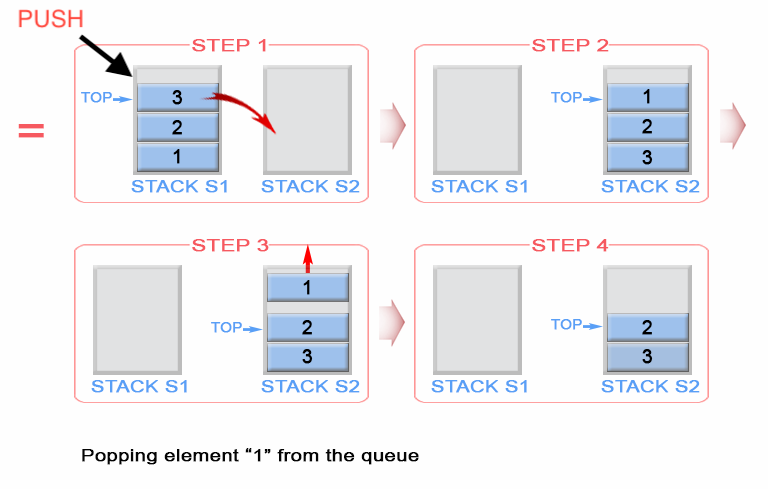 PUSH
STEP 1
TOP
3
2
1
STACK S1
STACK S2
STEP 2
TOP
1
2
3
STACK S1
STACK S2
=
STEP 3
1
TOP
2
3
STACK S1
STACK S2
STEP 4
TOP
2
3
STACK S1
STACK S2
Popping element “1” from the queue